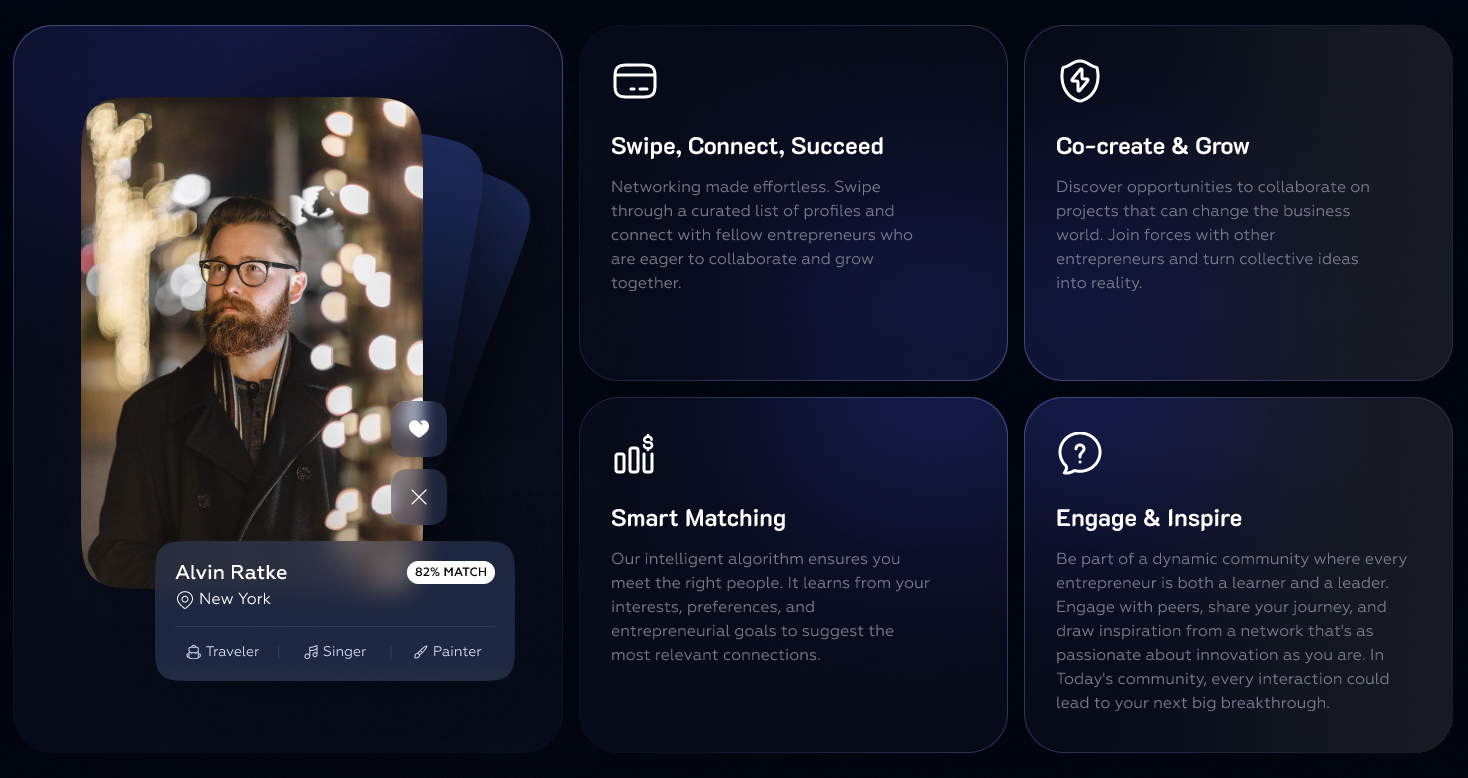 Alvin Ratke
82% MATCH
New York
Traveler
Singer
Painter
Swipe, Connect, Succeed
Networking made effortless. Swipe
through a curated list of profiles and
connect with fellow entrepreneurs who
are eager to collaborate and grow
together.
Co-create & Grow
Discover opportunities to collaborate on
projects that can change the business
world. Join forces with other
entrepreneurs and turn collective ideas
into reality.
Smart Matching
Our intelligent algorithm ensures you
meet the right people. It learns from your
interests, preferences, and
entrepreneurial goals to suggest the
most relevant connections.
Engage & Inspire
Be part of a dynamic community where every
entrepreneur is both a learner and a leader.
Engage with peers, share your journey, and
draw inspiration from a network that's as
passionate about innovation as you are. In
Today's community, every interaction could
lead to your next big breakthrough.